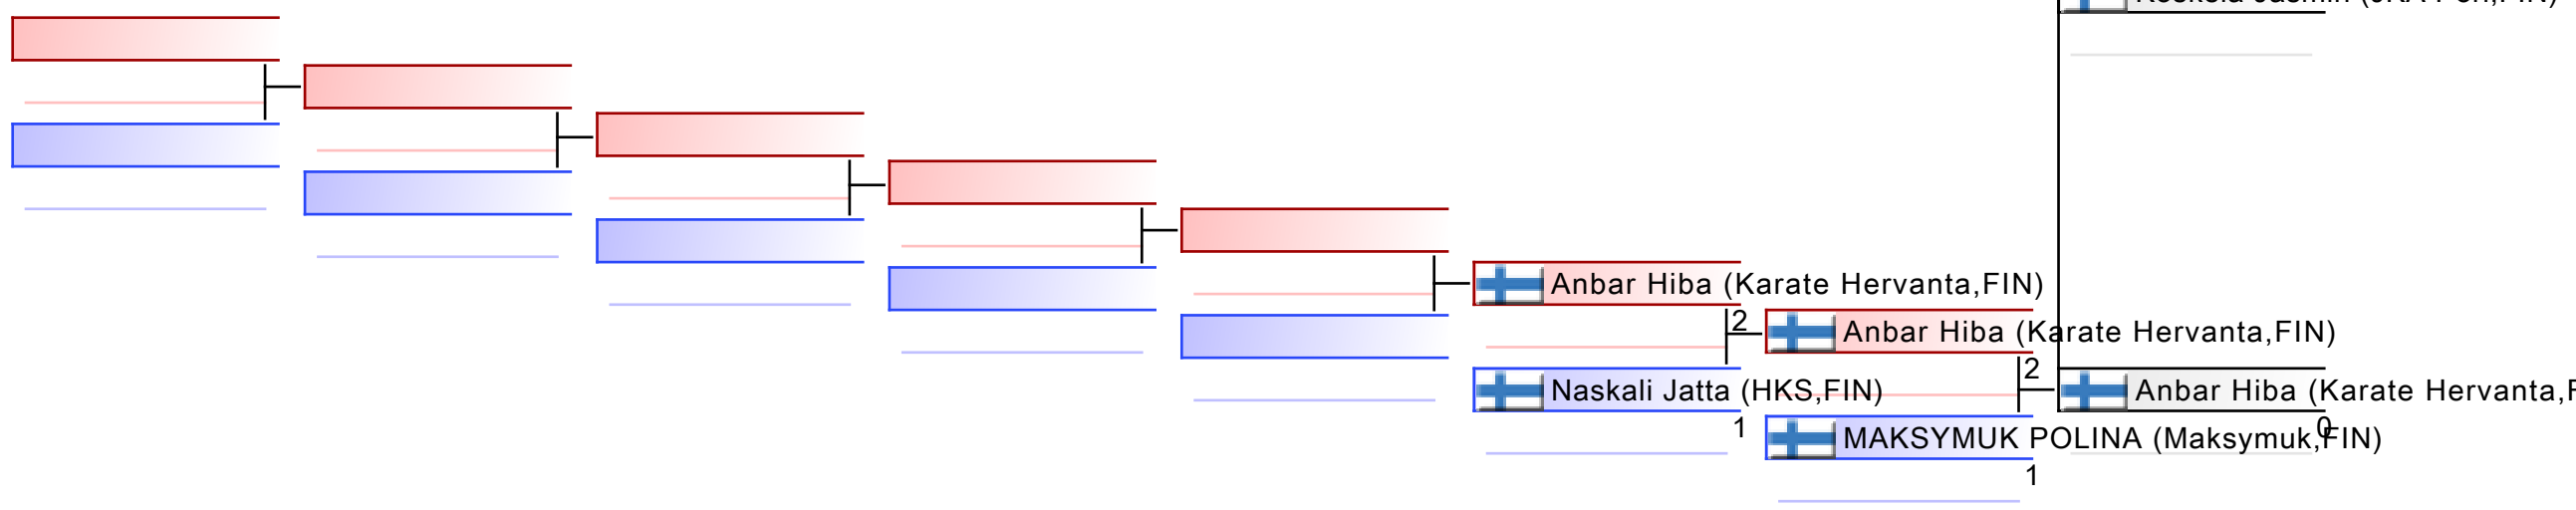 Anbar Hiba (Karate Hervanta,FIN)
2
Anbar Hiba (Karate Hervanta,FIN)
2
Naskali Jatta (HKS,FIN)
Anbar Hiba (Karate Hervanta,
1
0
MAKSYMUK POLINA (Maksymuk,FIN)
1